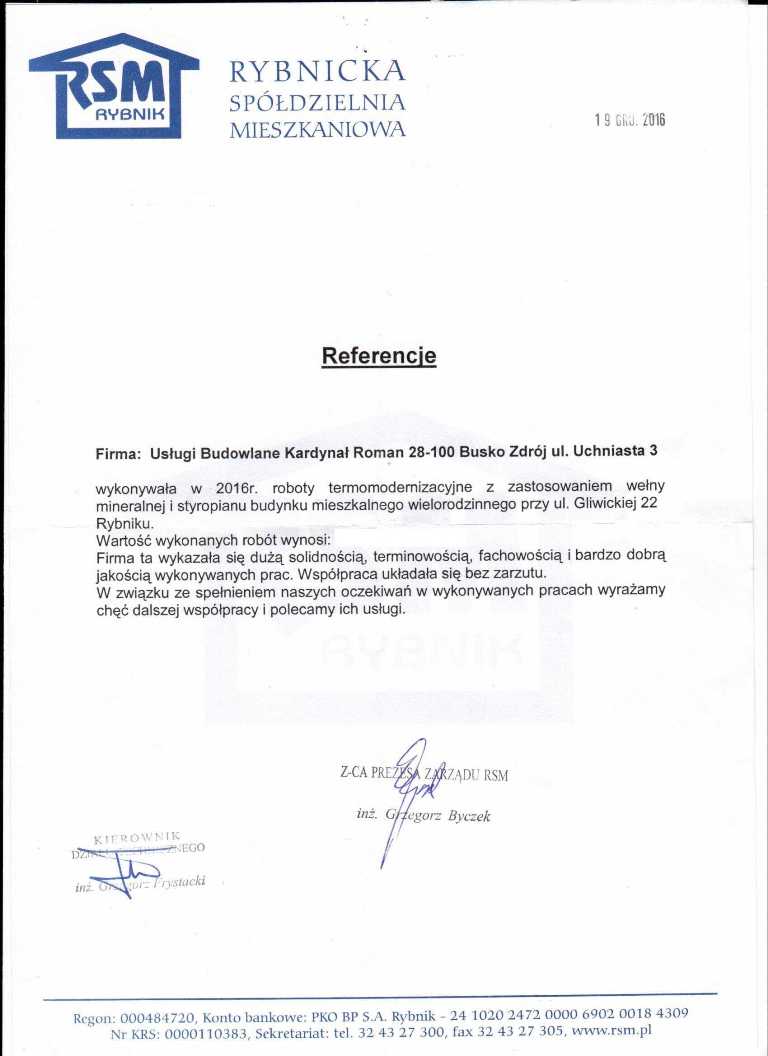 RSM
RYBNIK
RYBNICKA
SPÓŁDZIELNIA
MIESZKANIOWA
19 GRU. 2016
Referencje
Firma: Usługi Budowlane Kardynał Roman 28-100 Busko Zdrój ul. Uchniasta 3
wykonywała w 2016r. roboty termomodernizacyjne z zastosowaniem wełny
mineralnej i styropianu budynku mieszkalnego wielorodzinnego przy ul. Gliwickiej 22
Rybniku.
Wartość wykonanych robót wynosi:
Firma ta wykazała się dużą solidnością, terminowością, fachowością i bardzo dobrą
jakością wykonywanych prac. Współpraca układała się bez zarzutu.
W związku ze spełnieniem naszych oczekiwań w wykonywanych pracach wyrażamy
chęć dalszej współpracy i polecamy ich usługi.
Z-CA PREZESA ZARZĄDU RSM
inż. Grzegorz Byczek
KIEROWNIK
inż. Grzegorz Frystacki
Regon: 000484720, Konto bankowe: PKO BP S.A. Rybnik - 24 1020 2472 0000 6902 0018 4309
Nr KRS: 0000110383, Sekretariat: tel. 32 43 27 300, fax 32 43 27 305, www.rsm.pl